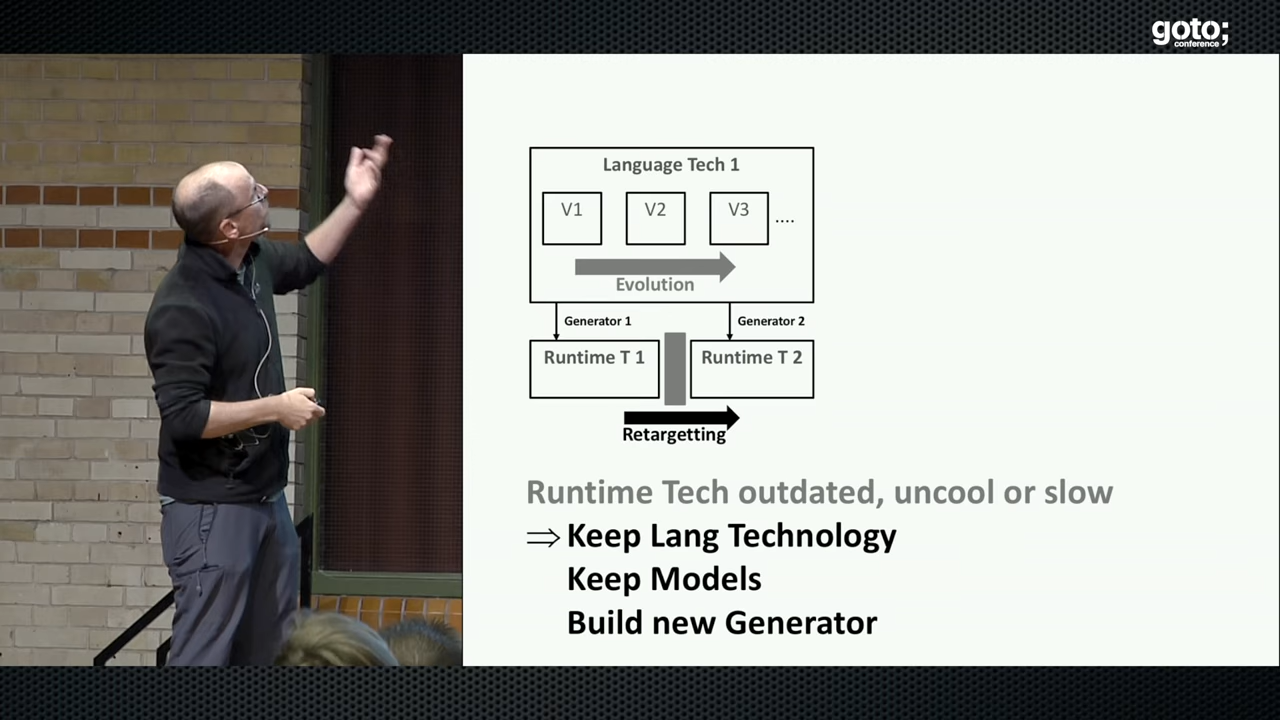 goto;
conference
Language Tech 1
V1 V2 V3 ....
Evolution
Generator 1 Generator 2
Runtime T 1 Runtime T 2
Retargetting
Runtime Tech outdated, uncool or slow
⇒ Keep Lang Technology
Keep Models
Build new Generator